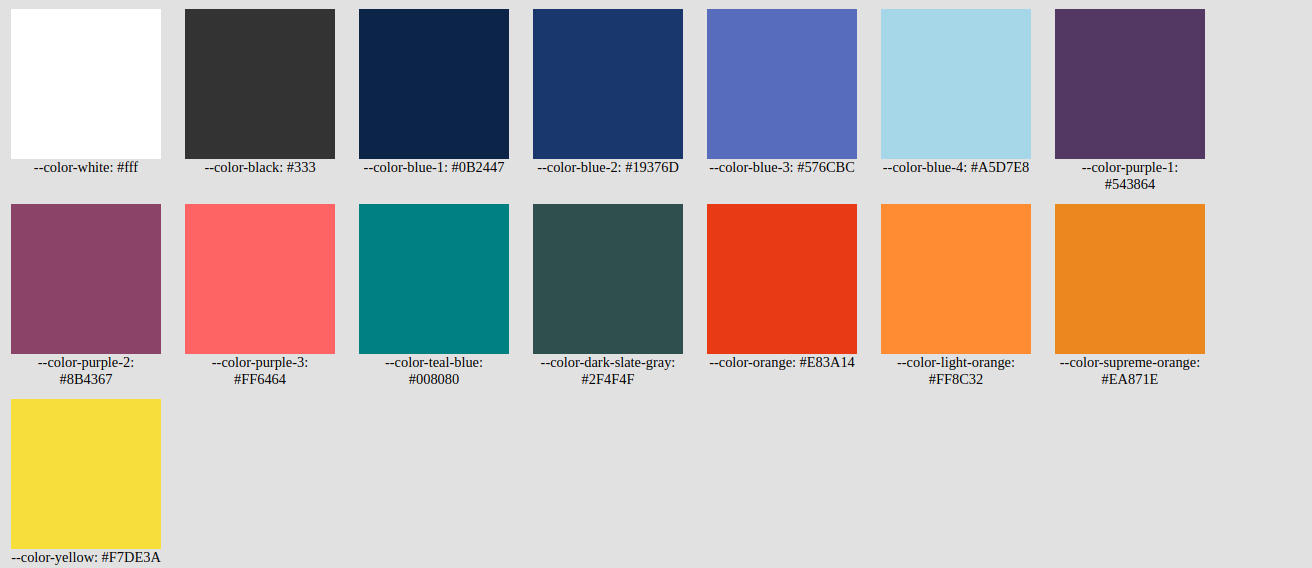 --color-white: #fff
--color-black: #333
--color-blue-1: #0B2447
--color-blue-2: #19376D
--color-blue-3: #576CBC
--color-blue-4: #A5D7E8
--color-purple-1:
#543864
--color-purple-2:
#8B4367
--color-purple-3:
#FF6464
--color-teal-blue:
#008080
--color-dark-slate-gray:
#2F4F4F
--color-orange: #E83A14
--color-light-orange:
#FF8C32
--color-supreme-orange:
#EA871E
--color-yellow: #F7DE3A